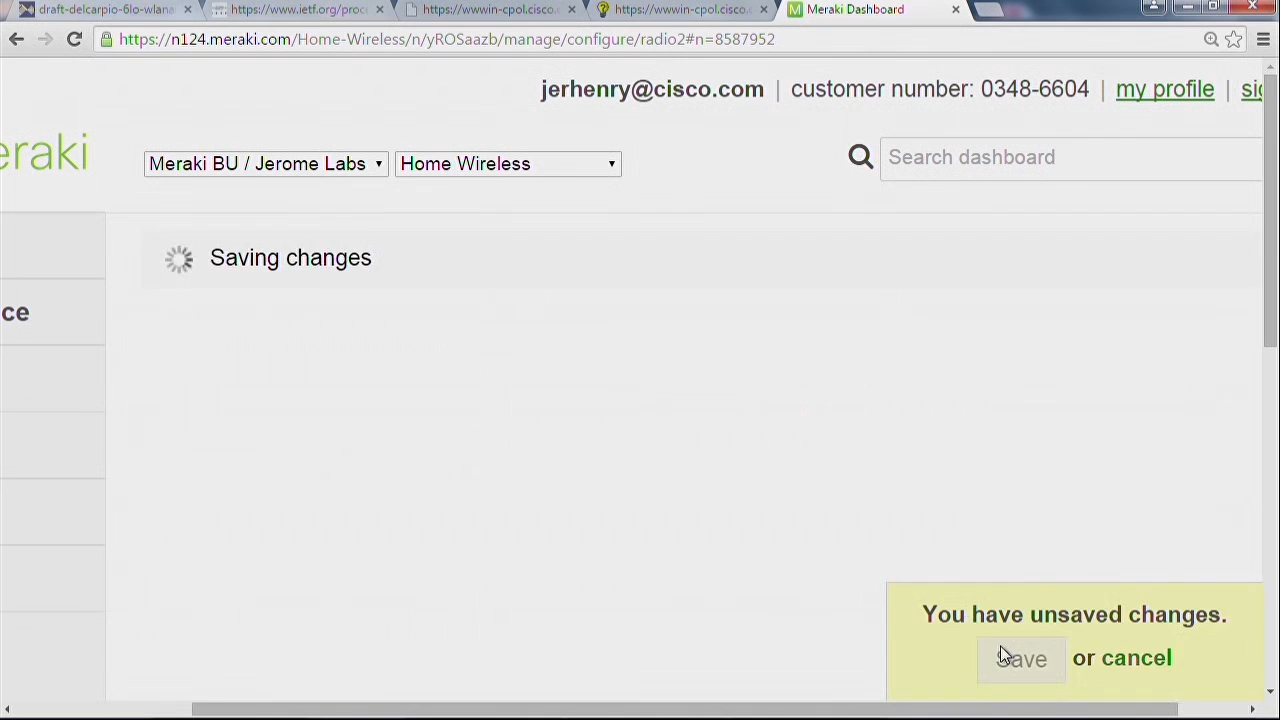 draft-delcarpio-6lo-wlana
https://www.ietf.org/proc
https://wwwin-cpol.cisco.
https://wwwin-cpol.cisco.
Meraki Dashboard
https://n124.meraki.com/Home-Wireless/n/yROSaazb/manage/configure/radio2#n=8587952
jerhenry@cisco.com | customer number: 0348-6604 | my profile | sig
eraki
Meraki BU / Jerome Labs
Home Wireless
Search dashboard
Saving changes
ce
You have unsaved changes.
Save or cancel